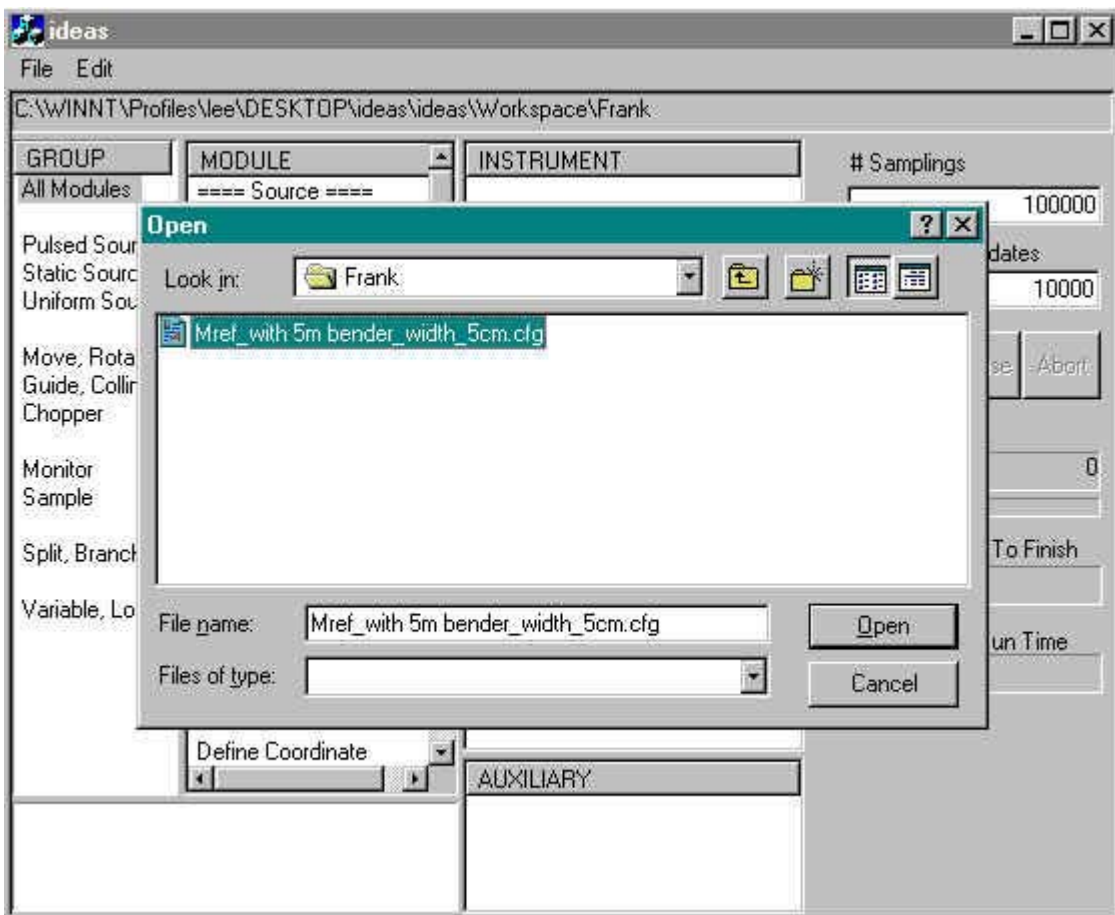 ideas
File Edit
C:\WINNT\Profiles\lee\DESKTOP\ideas\ideas\Workspace\Frank
GROUP
All Modules
Pulsed Sour
Static Sourc
Uniform Sou
Move, Rota
Guide, Collin
Chopper
Monitor
Sample
Split, Branch
Variable, Lo
MODULE
==== Source ====
Define Coordinate
INSTRUMENT
AUXILIARY
# Samplings
100000
dates
10000
se
Abort
0
To Finish
un Time
Open
Look in:
Frank
Mref_with 5m bender_width_5cm.cfg
File name:
Mref_with 5m bender_width_5cm.cfg
Open
Files of type:
Cancel